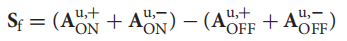 S_f = (A_ON^{u,+} + A_ON^{u,−}) − (A_OFF^{u,+} + A_OFF^{u,−})